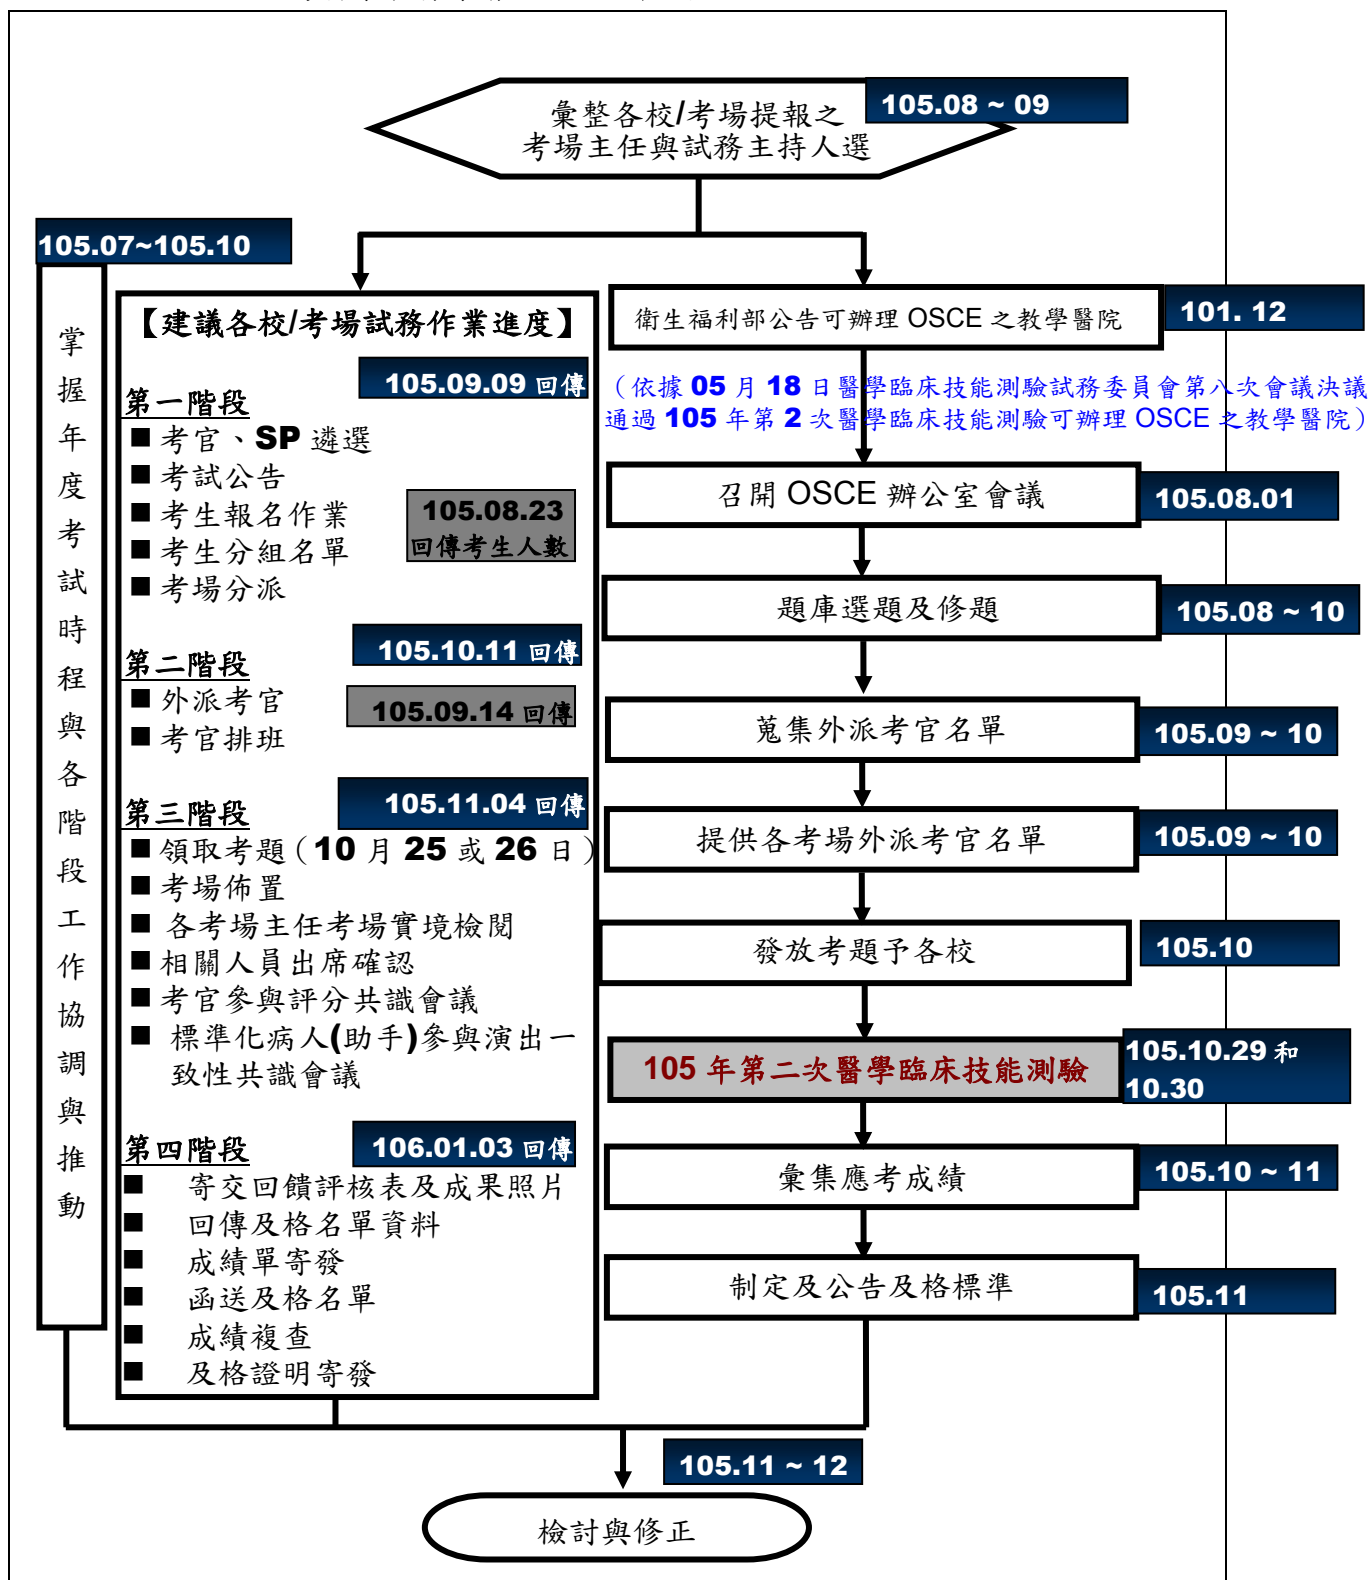 彙整各校/考場提報之
考場主任與試務主持人選
105.08 ~ 09
105.07~105.10
掌握年度考試時程與各階段工作協調與推動
【建議各校/考場試務作業進度】
105.09.09 回傳
第一階段
■ 考官、SP 遴選
■ 考試公告
■ 考生報名作業
■ 考生分組名單
■ 考場分派
105.08.23
回傳考生人數
105.10.11 回傳
第二階段
■ 外派考官
■ 考官排班
105.09.14 回傳
105.11.04 回傳
第三階段
■ 領取考題（10 月 25 或 26 日）
■ 考場佈置
■ 各考場主任考場實境檢閱
■ 相關人員出席確認
■ 考官參與評分共識會議
■ 標準化病人(助手)參與演出一
致性共識會議
第四階段
106.01.03 回傳
■ 寄交回饋評核表及成果照片
■ 回傳及格名單資料
■ 成績單寄發
■ 函送及格名單
■ 成績複查
■ 及格證明寄發
衛生福利部公告可辦理 OSCE 之教學醫院
101. 12
（依據 05 月 18 日醫學臨床技能測驗試務委員會第八次會議決議
通過 105 年第 2 次醫學臨床技能測驗可辦理 OSCE 之教學醫院）
召開 OSCE 辦公室會議
105.08.01
題庫選題及修題
105.08 ~ 10
蒐集外派考官名單
105.09 ~ 10
提供各考場外派考官名單
105.09 ~ 10
發放考題予各校
105.10
105 年第二次醫學臨床技能測驗
105.10.29 和
10.30
彙集應考成績
105.10 ~ 11
制定及公告及格標準
105.11
105.11 ~ 12
檢討與修正